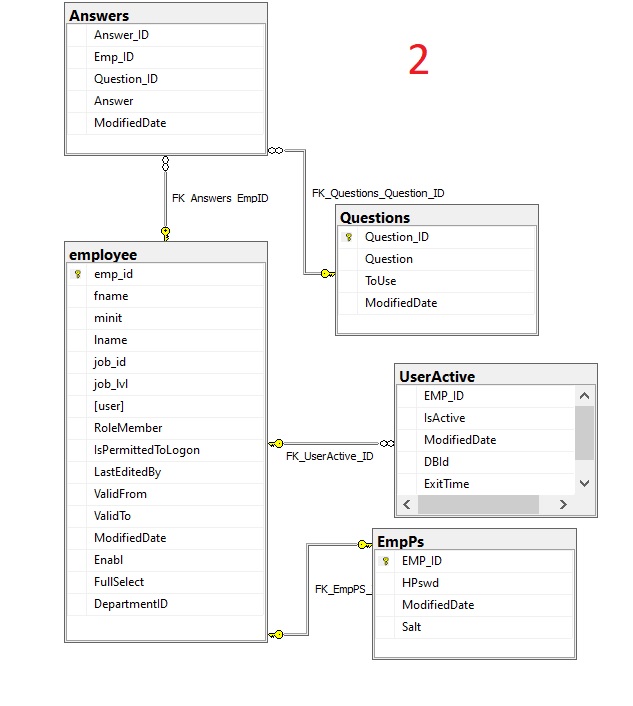 Answers
Answer_ID
Emp_ID
Question_ID
Answer
ModifiedDate
2
FK_Answers_EmpID
FK_Questions_Question_ID
Questions
Question_ID
Question
ToUse
ModifiedDate
employee
emp_id
fname
minit
lname
job_id
job_lvl
[user]
RoleMember
IsPermittedToLogon
LastEditedBy
ValidFrom
ValidTo
ModifiedDate
Enabl
FullSelect
DepartmentID
UserActive
EMP_ID
IsActive
ModifiedDate
DBId
ExitTime
FK_UserActive_ID
EmpPs
EMP_ID
HPswd
ModifiedDate
Salt
FK_EmpPS_